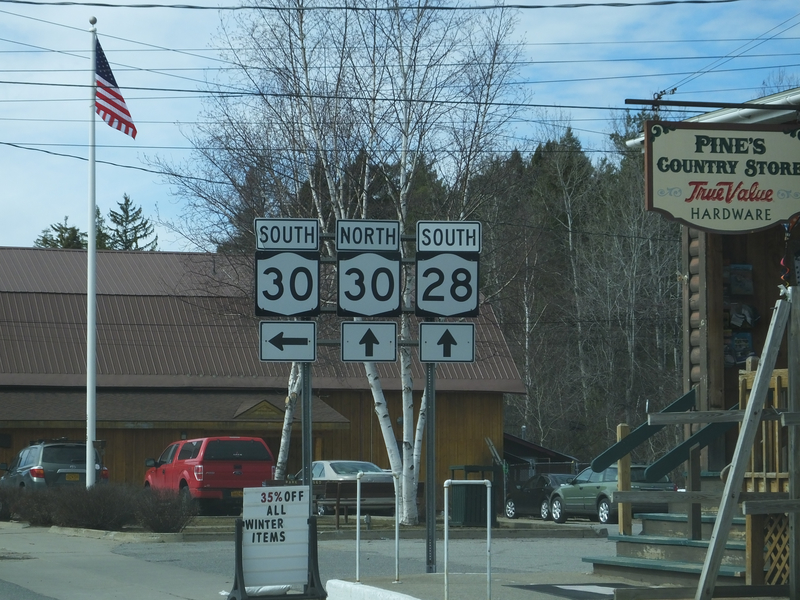 SOUTH
30
NORTH
30
SOUTH
28
PINE'S
COUNTRY STORE
True Value
HARDWARE
35% OFF
ALL
WINTER
ITEMS